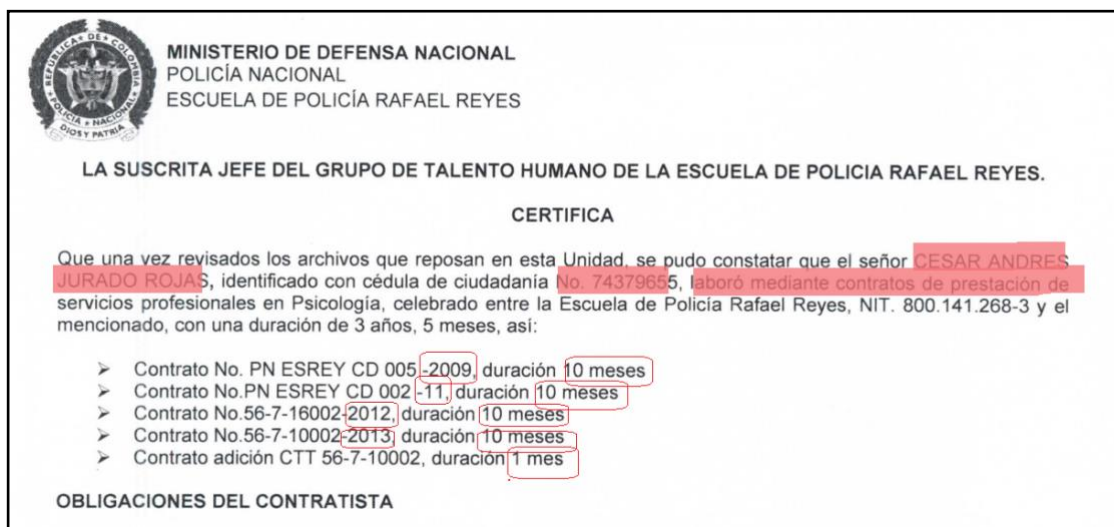 REPÚBLICA DE COLOMBIA
POLICÍA NACIONAL
DIOS Y PATRIA
MINISTERIO DE DEFENSA NACIONAL
POLICÍA NACIONAL
ESCUELA DE POLICÍA RAFAEL REYES
LA SUSCRITA JEFE DEL GRUPO DE TALENTO HUMANO DE LA ESCUELA DE POLICIA RAFAEL REYES.
CERTIFICA
Que una vez revisados los archivos que reposan en esta Unidad, se pudo constatar que el señor CESAR ANDRES
JURADO ROJAS, identificado con cédula de ciudadanía No. 74379655, laboró mediante contratos de prestación de
servicios profesionales en Psicología, celebrado entre la Escuela de Policía Rafael Reyes, NIT. 800.141.268-3 y el
mencionado, con una duración de 3 años, 5 meses, así:
➢ Contrato No. PN ESREY CD 005 -2009, duración 10 meses
➢ Contrato No.PN ESREY CD 002 -11, duración 10 meses
➢ Contrato No.56-7-16002-2012, duración 10 meses
➢ Contrato No.56-7-10002-2013, duración 10 meses
➢ Contrato adición CTT 56-7-10002, duración 1 mes
OBLIGACIONES DEL CONTRATISTA